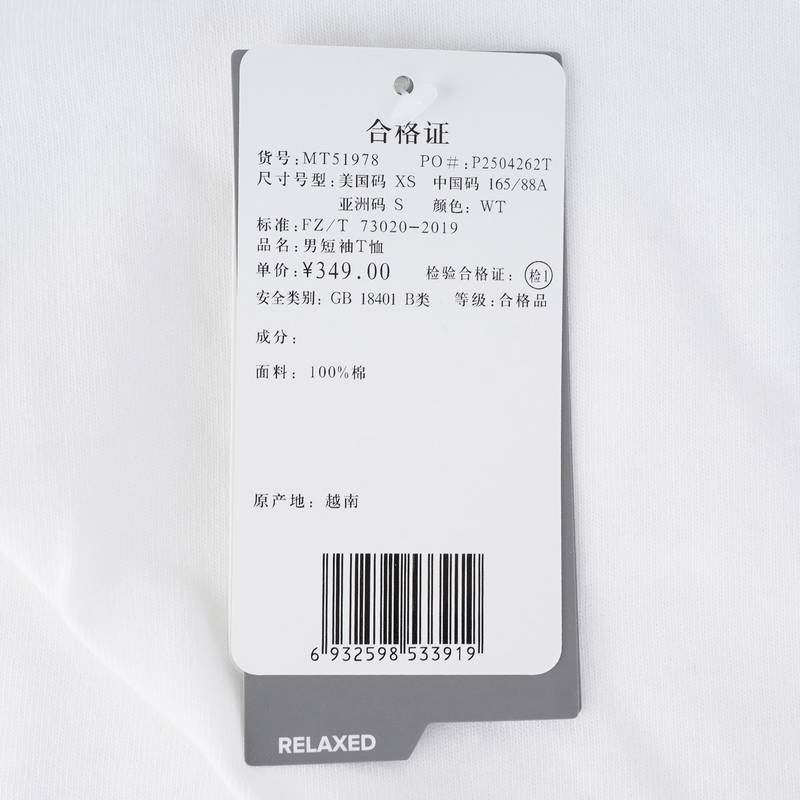 合格证
货号:MT51978 PO#:P2504262T
尺寸号型:美国码 XS 中国码 165/88A
亚洲码 S 颜色: WT
标准:FZ/T 73020-2019
品名:男短袖T恤
单价:¥349.00 检验合格证: 检1
安全类别: GB 18401 B类 等级:合格品
成分:
面料: 100%棉
原产地: 越南
6 932598 533919
RELAXED